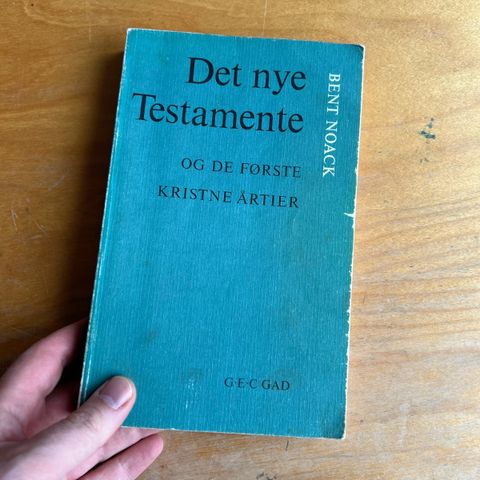 Det nye
Testamente
BENT NOACK
OG DE FØRSTE
KRISTNE ÅRTIER
G·E·C GAD